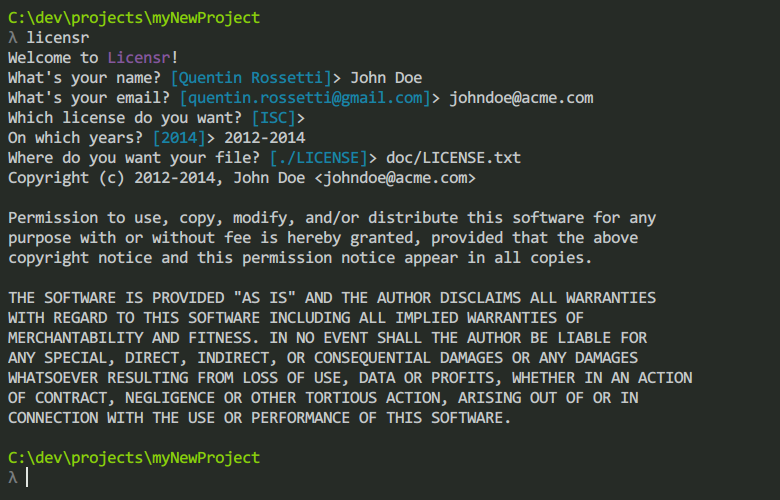 C:\dev\projects\myNewProject
λ licensr
Welcome to Licensr!
What's your name? [Quentin Rossetti]> John Doe
What's your email? [quentin.rossetti@gmail.com]> johndoe@acme.com
Which license do you want? [ISC]>
On which years? [2014]> 2012-2014
Where do you want your file? [./LICENSE]> doc/LICENSE.txt
Copyright (c) 2012-2014, John Doe <johndoe@acme.com>
Permission to use, copy, modify, and/or distribute this software for any
purpose with or without fee is hereby granted, provided that the above
copyright notice and this permission notice appear in all copies.
THE SOFTWARE IS PROVIDED "AS IS" AND THE AUTHOR DISCLAIMS ALL WARRANTIES
WITH REGARD TO THIS SOFTWARE INCLUDING ALL IMPLIED WARRANTIES OF
MERCHANTABILITY AND FITNESS. IN NO EVENT SHALL THE AUTHOR BE LIABLE FOR
ANY SPECIAL, DIRECT, INDIRECT, OR CONSEQUENTIAL DAMAGES OR ANY DAMAGES
WHATSOEVER RESULTING FROM LOSS OF USE, DATA OR PROFITS, WHETHER IN AN ACTION
OF CONTRACT, NEGLIGENCE OR OTHER TORTIOUS ACTION, ARISING OUT OF OR IN
CONNECTION WITH THE USE OR PERFORMANCE OF THIS SOFTWARE.
C:\dev\projects\myNewProject
λ